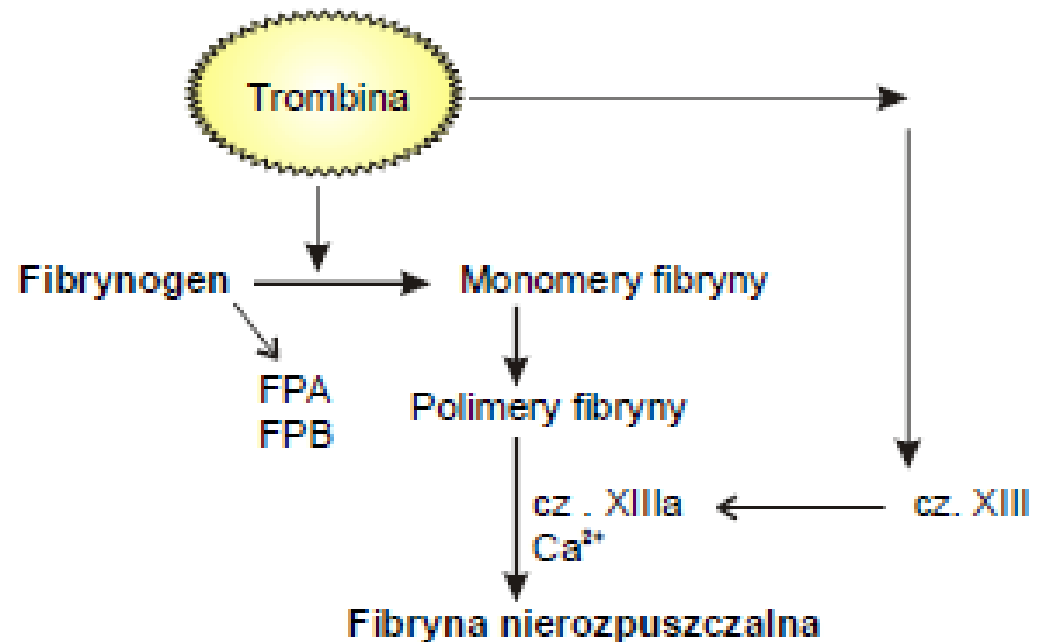 Trombina
Fibrynogen
Monomery fibryny
FPA
FPB
Polimery fibryny
cz . XIIIa
cz. XIII
Ca²⁺
Fibryna nierozpuszczalna